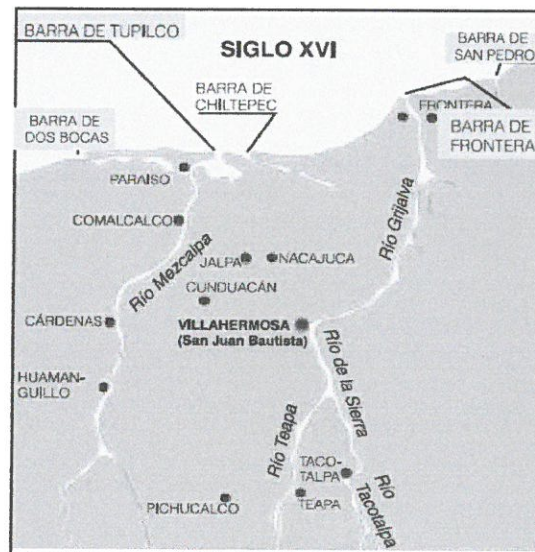 BARRA DE TUPILCO
SIGLO XVI
BARRA DE
SAN PEDRO
BARRA DE
CHILTEPEC
FRONTERA
BARRA DE
DOS BOCAS
BARRA DE
FRONTERA
PARAISO
COMALCALCO
Río Grijalva
Río Mezcalpa
JALPA
NACAJUCA
CUNDUACÁN
CÁRDENAS
VILLAHERMOSA
(San Juan Bautista)
HUAMAN-
GUILLO
Río de la Sierra
Río Teapa
TACO-
TALPA
Río
Tacotalpa
PICHUCALCO
TEAPA